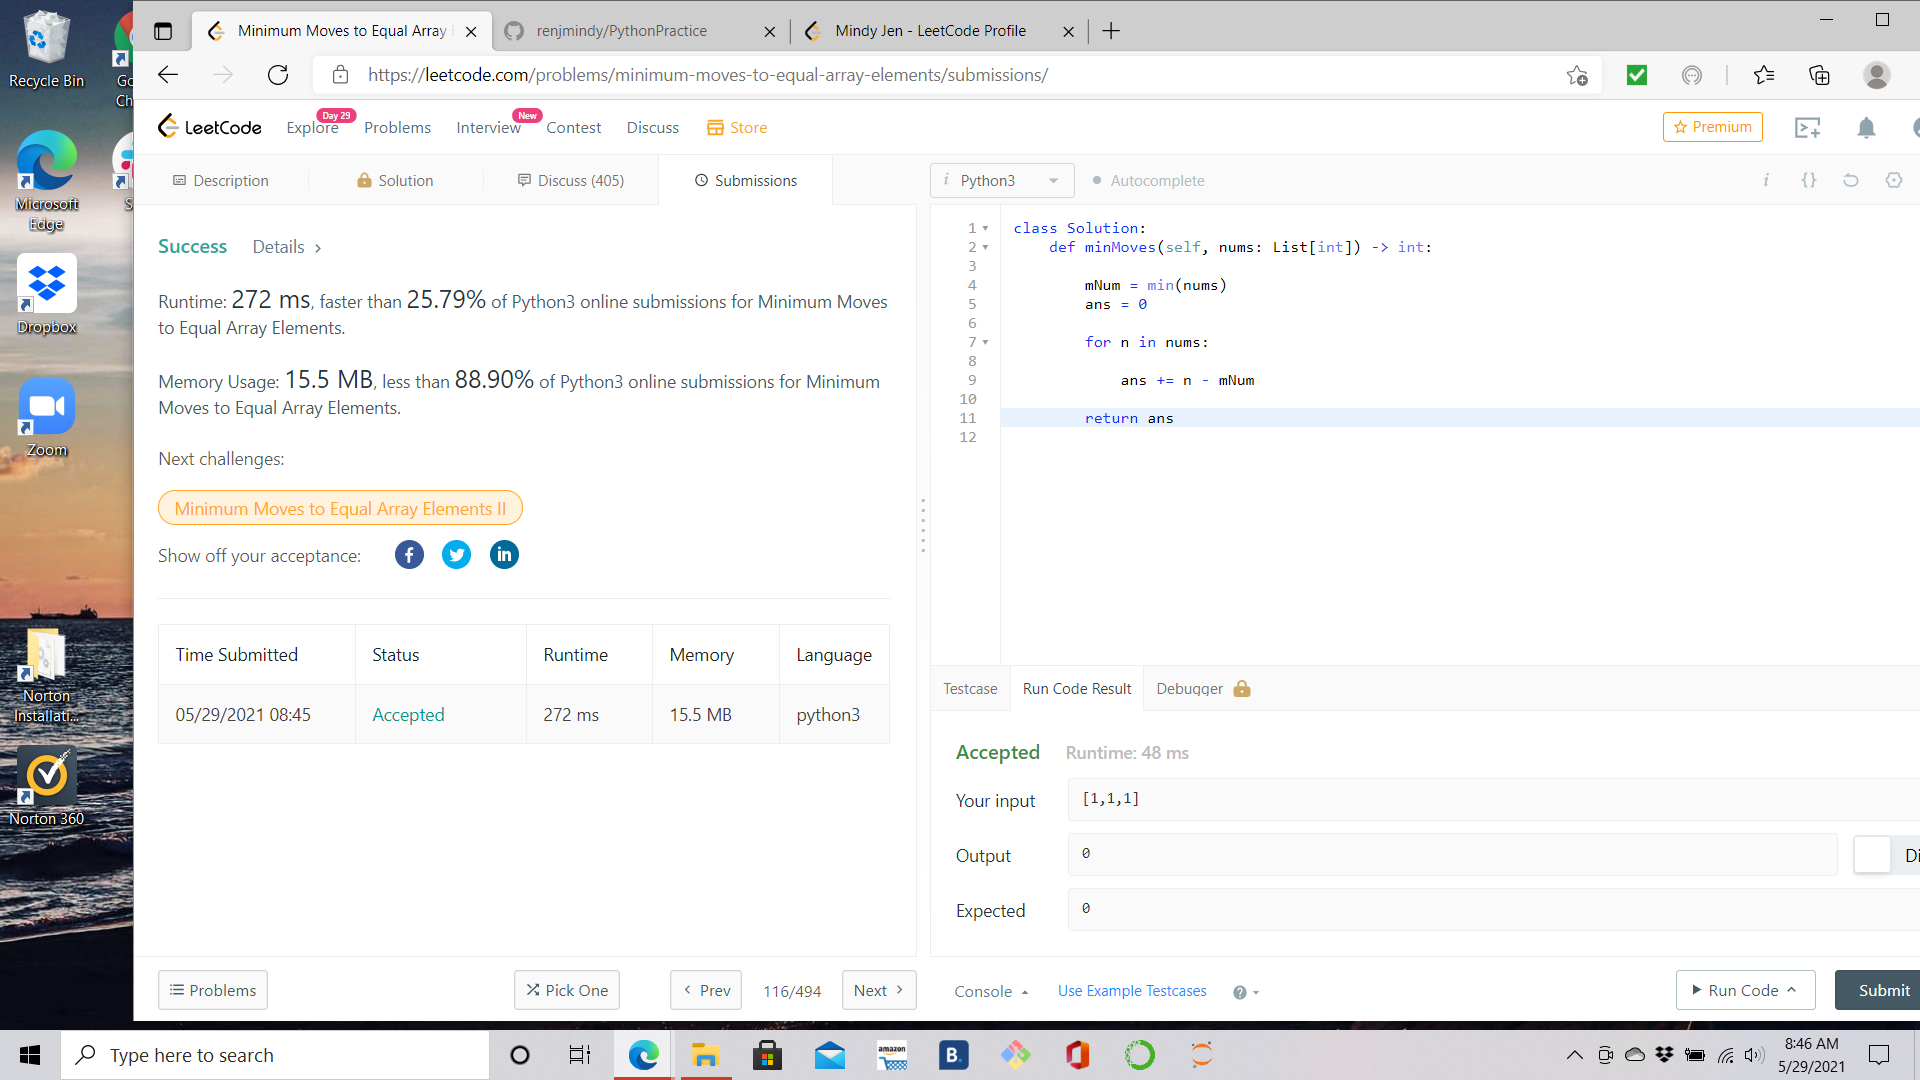 Recycle Bin
Go
Ch
Microsoft
Edge
S
Dropbox
Zoom
Norton
Installati...
Norton 360
Minimum Moves to Equal Array
renjmindy/PythonPractice
Mindy Jen - LeetCode Profile
https://leetcode.com/problems/minimum-moves-to-equal-array-elements/submissions/
LeetCode
Explore
Day 29
Problems
Interview
New
Contest
Discuss
Store
Premium
Description
Solution
Discuss (405)
Submissions
Success
Details >
Runtime: 272 ms, faster than 25.79% of Python3 online submissions for Minimum Moves
to Equal Array Elements.
Memory Usage: 15.5 MB, less than 88.90% of Python3 online submissions for Minimum
Moves to Equal Array Elements.
Next challenges:
Minimum Moves to Equal Array Elements II
Show off your acceptance:
f
in
Time Submitted Status Runtime Memory Language
05/29/2021 08:45 Accepted 272 ms 15.5 MB python3
Problems
Pick One
< Prev
116/494
Next >
i Python3
Autocomplete
i {}
1 class Solution:
2     def minMoves(self, nums: List[int]) -> int:
3
4         mNum = min(nums)
5         ans = 0
6
7         for n in nums:
8
9             ans += n - mNum
10
11         return ans
12
Testcase
Run Code Result
Debugger
Accepted Runtime: 48 ms
Your input [1,1,1]
Output 0
Di
Expected 0
Console
Use Example Testcases
?
Run Code
Submit
Type here to search
amazon
B.
8:46 AM
5/29/2021